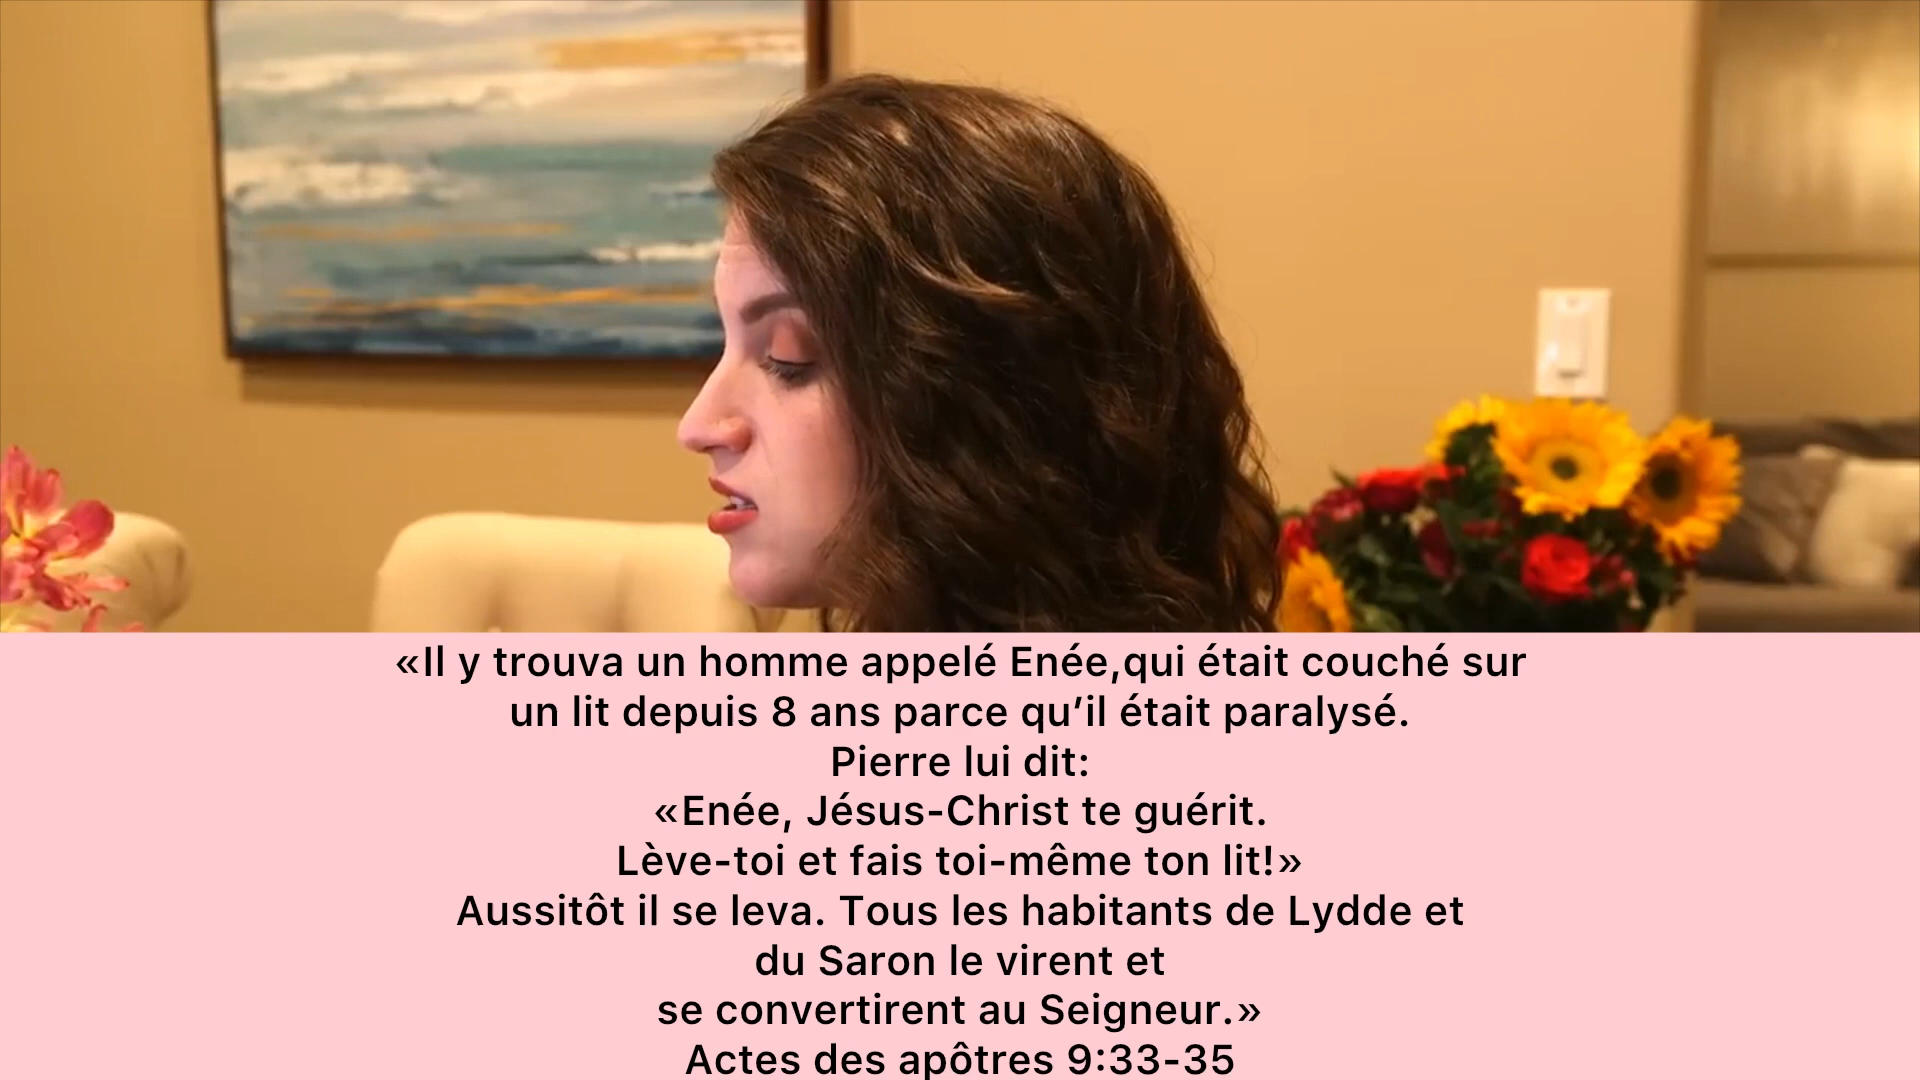 «Il y trouva un homme appelé Enée,qui était couché sur
un lit depuis 8 ans parce qu’il était paralysé.
Pierre lui dit:
«Enée, Jésus-Christ te guérit.
Lève-toi et fais toi-même ton lit!»
Aussitôt il se leva. Tous les habitants de Lydde et
du Saron le virent et
se convertirent au Seigneur.»
Actes des apôtres 9:33-35